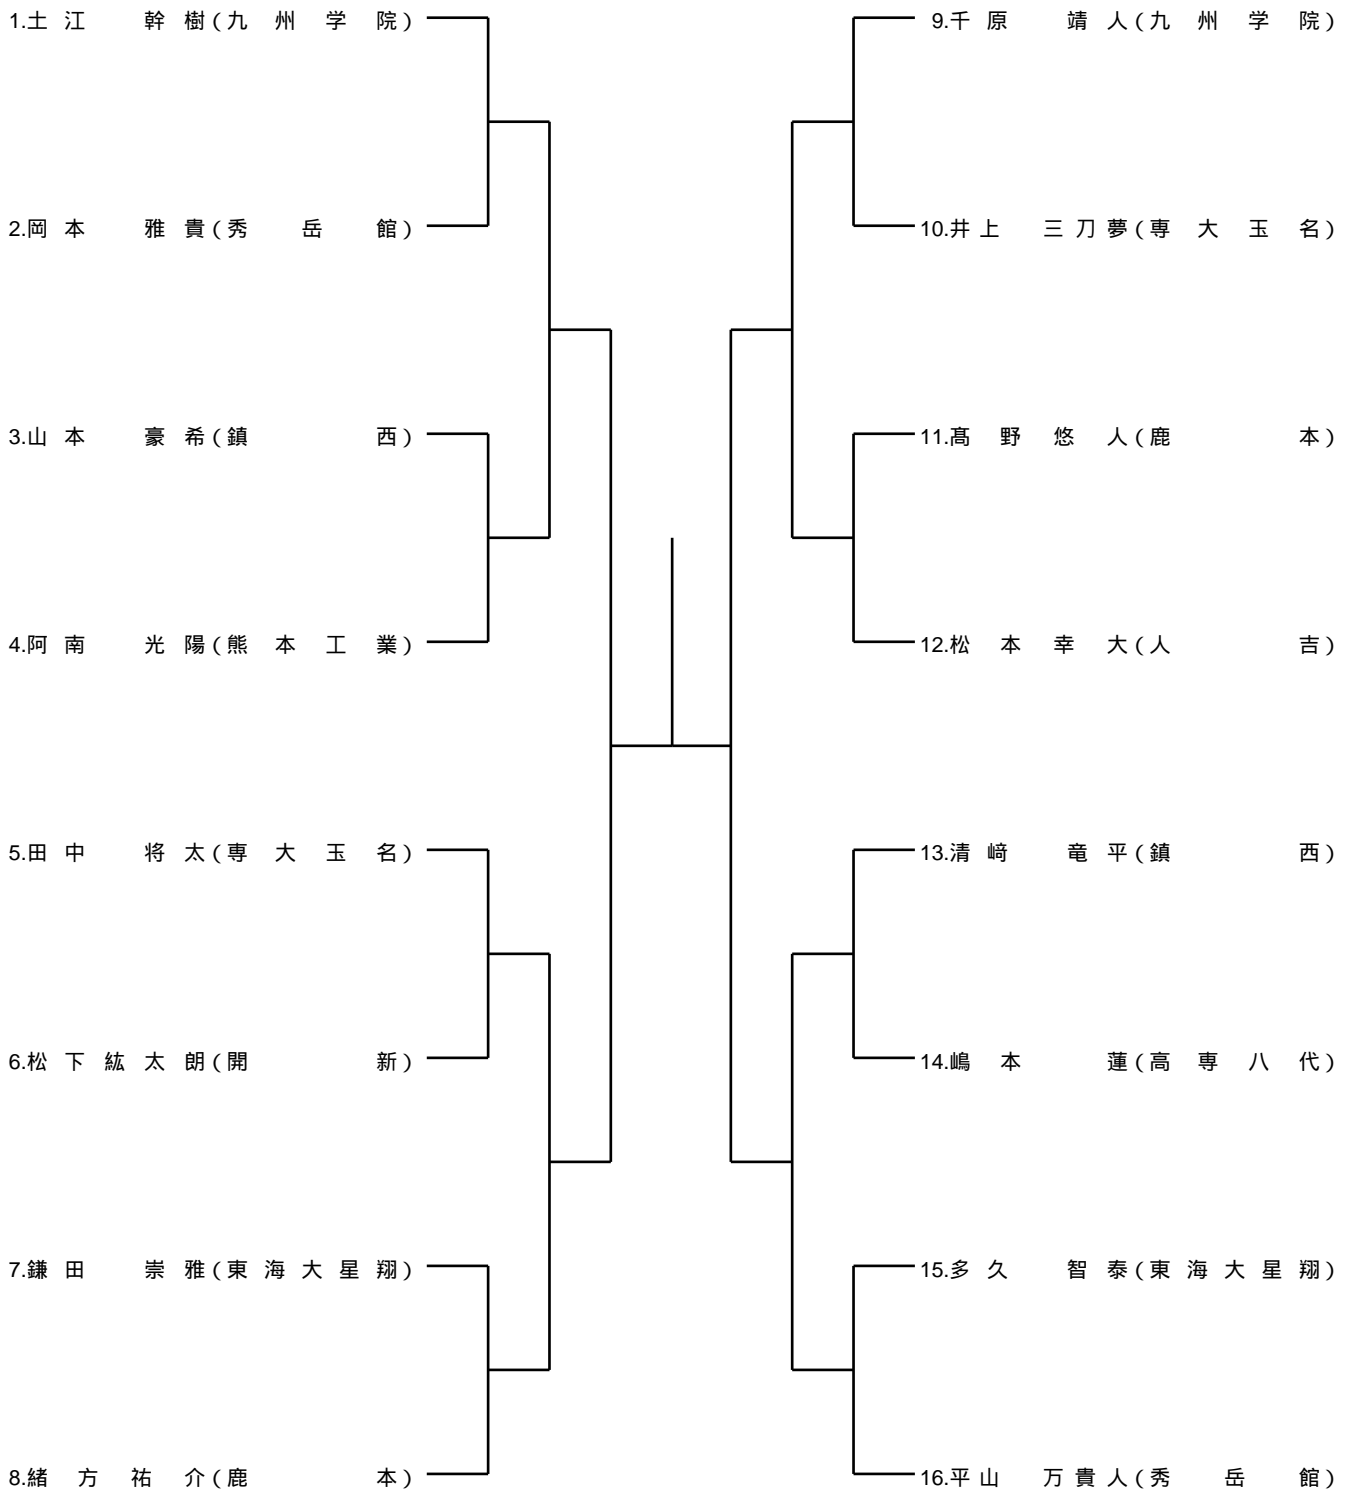 1.土江 幹樹(九州学院)
2.岡本 雅貴(秀岳館)
3.山本 豪希(鎮西)
4.阿南 光陽(熊本工業)
5.田中 将太(専大玉名)
6.松下紘太朗(開新)
7.鎌田 崇雅(東海大星翔)
8.緒方祐介(鹿本)
9.千原 靖人(九州学院)
10.井上 三刀夢(専大玉名)
11.髙野悠人(鹿本)
12.松本幸大(人吉)
13.清﨑 竜平(鎮西)
14.嶋本 蓮(高専八代)
15.多久 智泰(東海大星翔)
16.平山 万貴人(秀岳館)